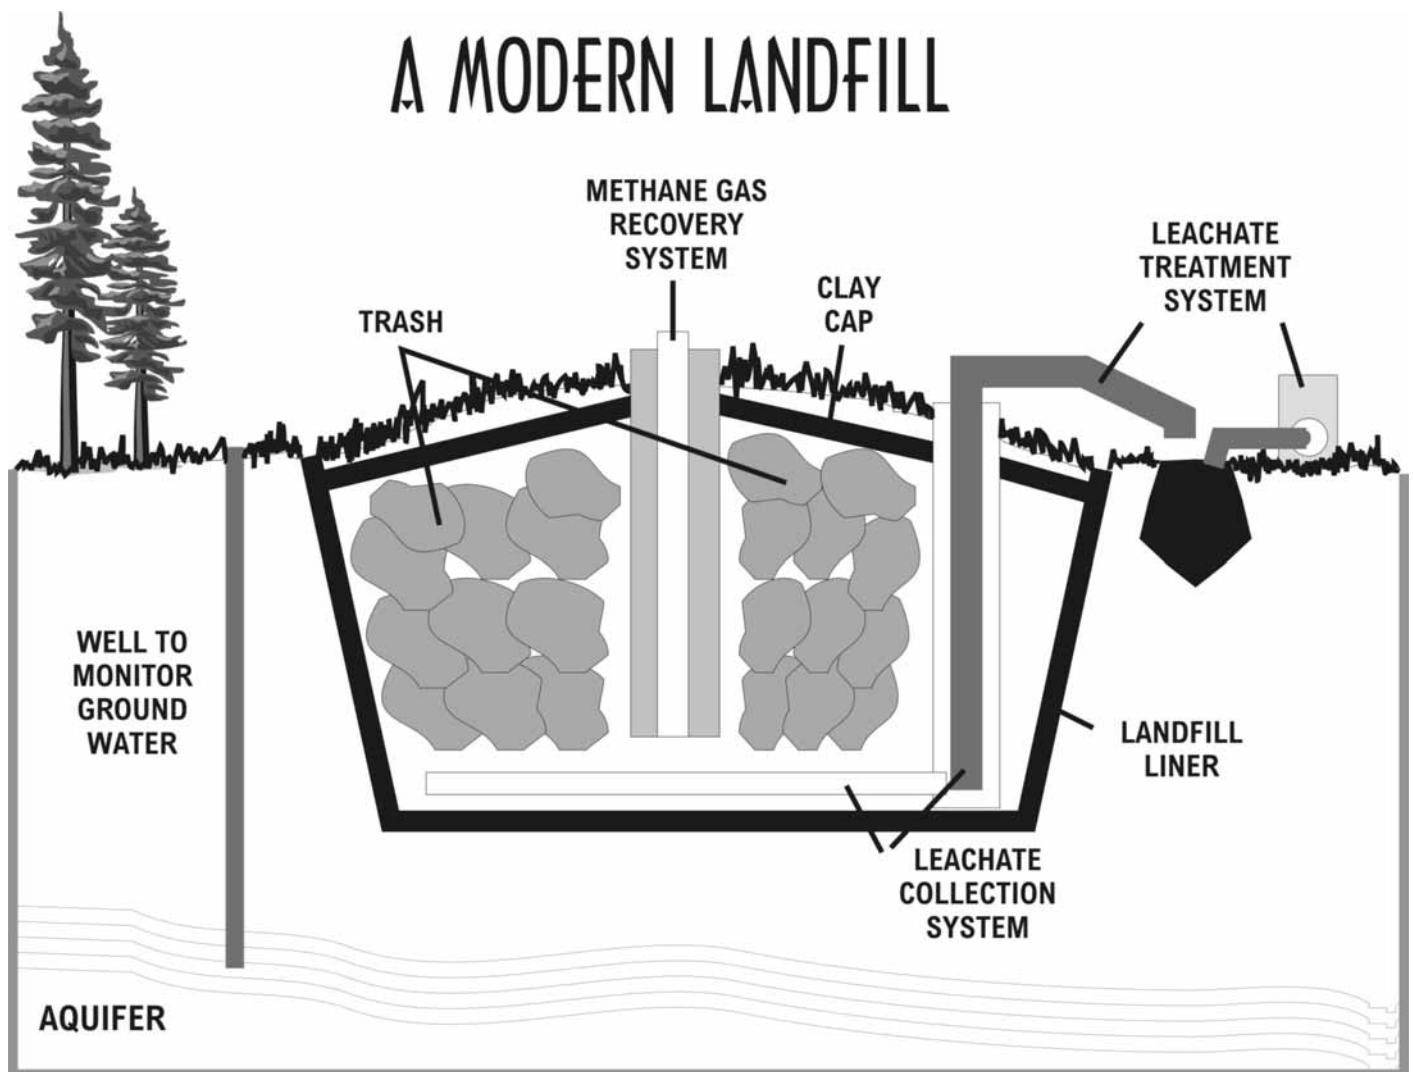 A MODERN LANDFILL
METHANE GAS
RECOVERY
SYSTEM
LEACHATE
TREATMENT
SYSTEM
CLAY
CAP
TRASH
WELL TO
MONITOR
GROUND
WATER
LANDFILL
LINER
LEACHATE
COLLECTION
SYSTEM
AQUIFER